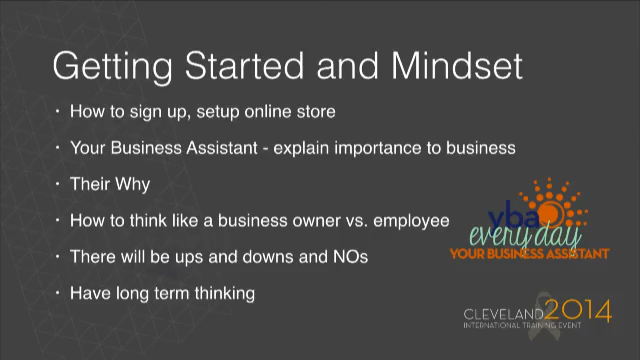 Getting Started and Mindset
• How to sign up, setup online store
• Your Business Assistant - explain importance to business
• Their Why
• How to think like a business owner vs. employee
• There will be ups and downs and NOs
• Have long term thinking
yba
everyday
YOUR BUSINESS ASSISTANT
CLEVELAND 2014
INTERNATIONAL TRAINING EVENT